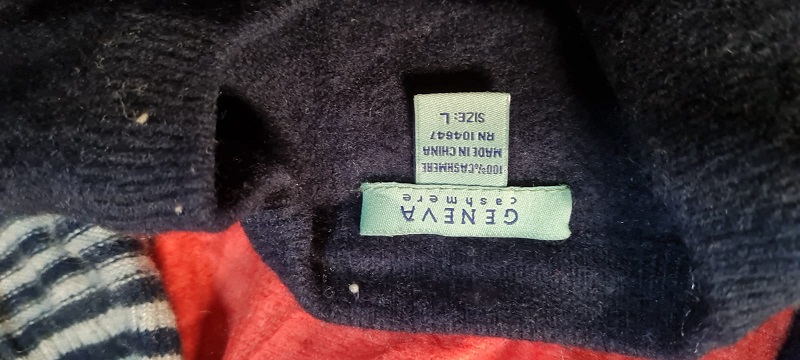 GENEVA
cashmere
100% CASHMERE
MADE IN CHINA
RN 104647
SIZE: L